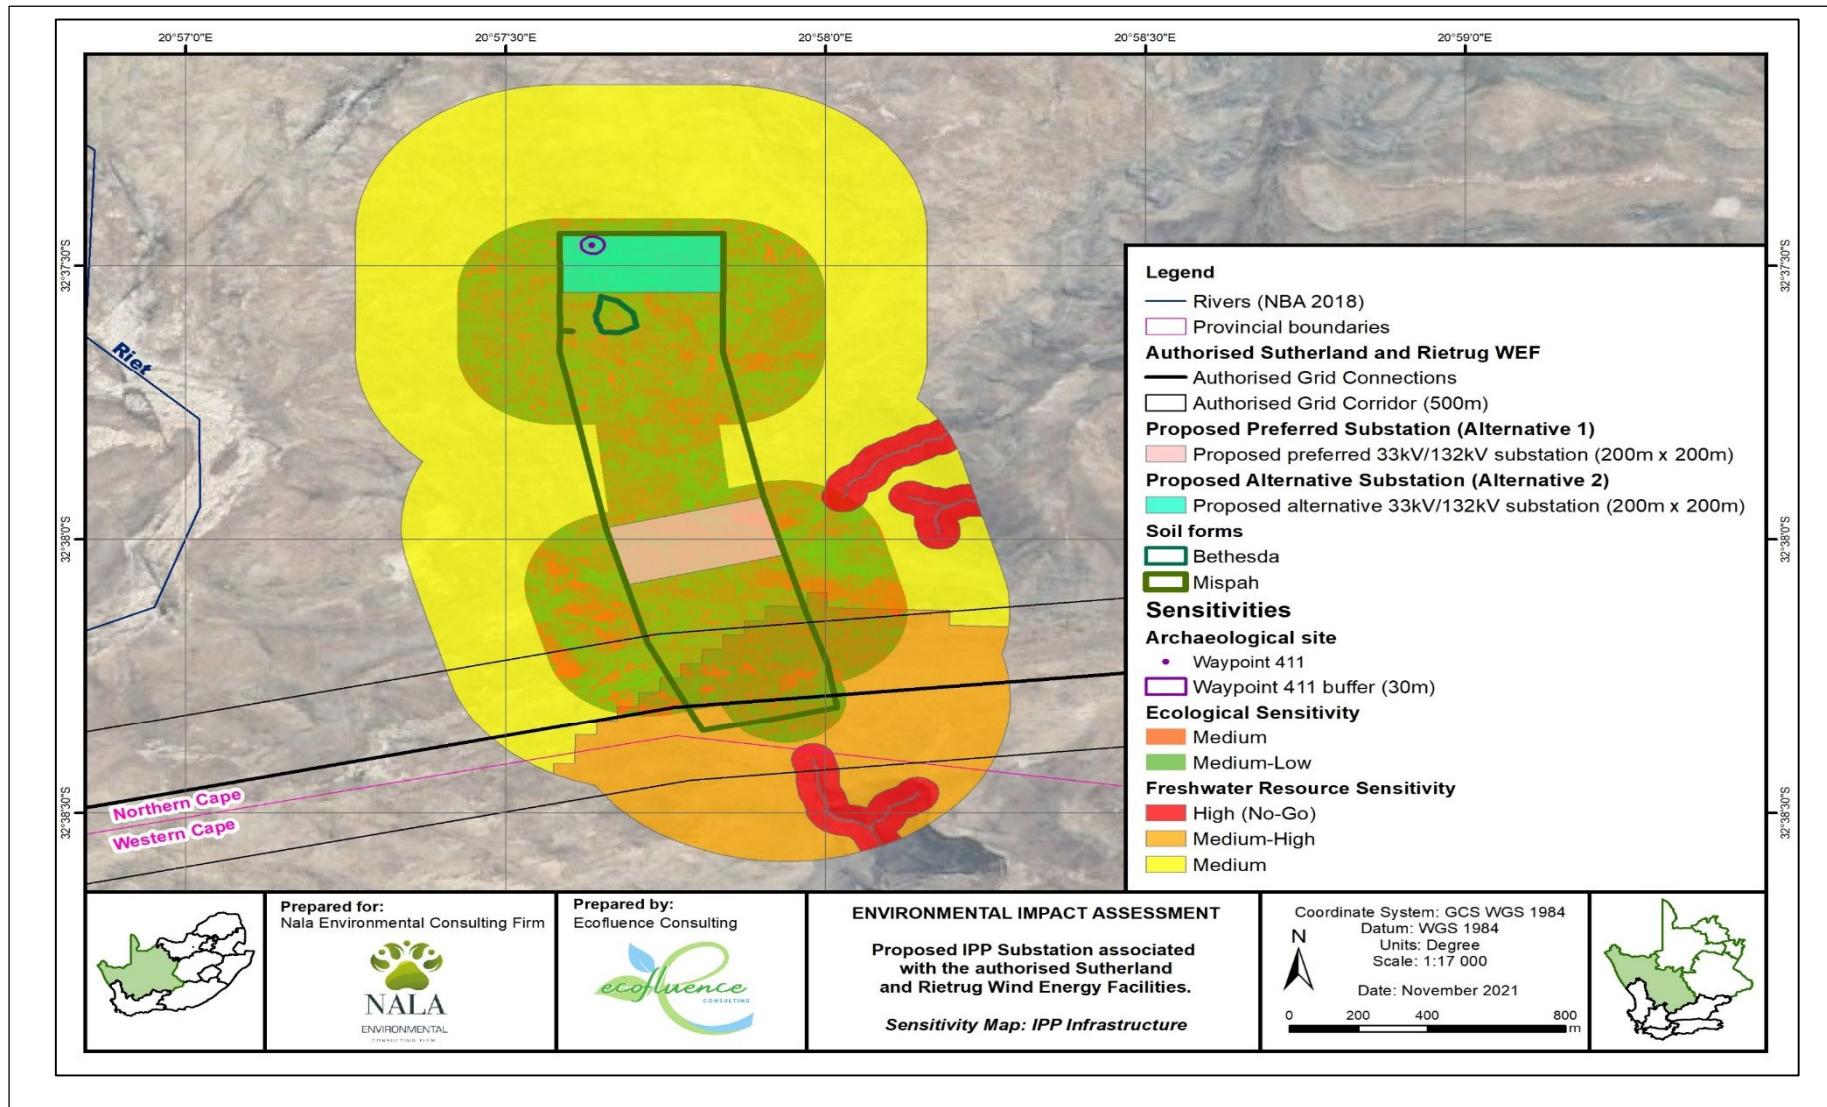 20°57'0"E
20°57'30"E
20°58'0"E
20°58'30"E
20°59'0"E
32°37'30"S
32°38'0"S
32°38'30"S
32°37'30"S
32°38'0"S
32°38'30"S
Riet
Northern Cape
Western Cape
Legend
Rivers (NBA 2018)
Provincial boundaries
Authorised Sutherland and Rietrug WEF
Authorised Grid Connections
Authorised Grid Corridor (500m)
Proposed Preferred Substation (Alternative 1)
Proposed preferred 33kV/132kV substation (200m x 200m)
Proposed Alternative Substation (Alternative 2)
Proposed alternative 33kV/132kV substation (200m x 200m)
Soil forms
Bethesda
Mispah
Sensitivities
Archaeological site
Waypoint 411
Waypoint 411 buffer (30m)
Ecological Sensitivity
Medium
Medium-Low
Freshwater Resource Sensitivity
High (No-Go)
Medium-High
Medium
Prepared for:
Nala Environmental Consulting Firm
NALA
ENVIRONMENTAL
CONSULTING FIRM
Prepared by:
Ecofluence Consulting
ecofluence
CONSULTING
ENVIRONMENTAL IMPACT ASSESSMENT
Proposed IPP Substation associated
with the authorised Sutherland
and Rietrug Wind Energy Facilities.
Sensitivity Map: IPP Infrastructure
Coordinate System: GCS WGS 1984
Datum: WGS 1984
Units: Degree
Scale: 1:17 000
Date: November 2021
N
0 200 400 800
m